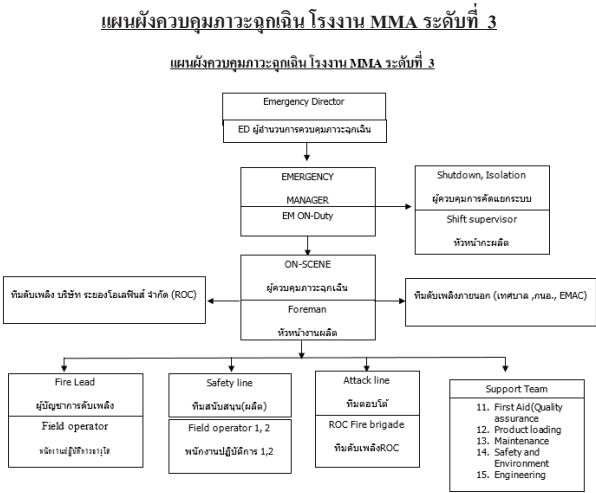 แผนผังควบคุมภาวะฉุกเฉิน โรงงาน MMA ระดับที่ 3
แผนผังควบคุมภาวะฉุกเฉิน โรงงาน MMA ระดับที่ 3
Emergency Director
ED ผู้อำนวนการควบคุมภาวะฉุกเฉิน
EMERGENCY
MANAGER
EM ON-Duty
Shutdown, Isolation
ผู้ควบคุมการตัดแยกระบบ
Shift supervisor
หัวหน้ากะผลิต
ON-SCENE
ผู้ควบคุมภาวะฉุกเฉิน
Foreman
หัวหน้างานผลิต
ทีมดับเพลิง บริษัท ระยองโอเลฟินส์ จำกัด (ROC)
ทีมดับเพลิงภายนอก (เทศบาล ,กนอ., EMAC)
Fire Lead
ผู้บัญชาการดับเพลิง
Field operator
Safety line
ทีมสนับสนุน(ผลิต)
Field operator 1, 2
พนักงานปฏิบัติการ 1,2
Attack line
ทีมตอบโต้
ROC Fire brigade
ทีมดับเพลิงROC
Support Team
11. First Aid(Quality
assurance
12. Product loading
13. Maintenance
14. Safety and
Environment
15. Engineering